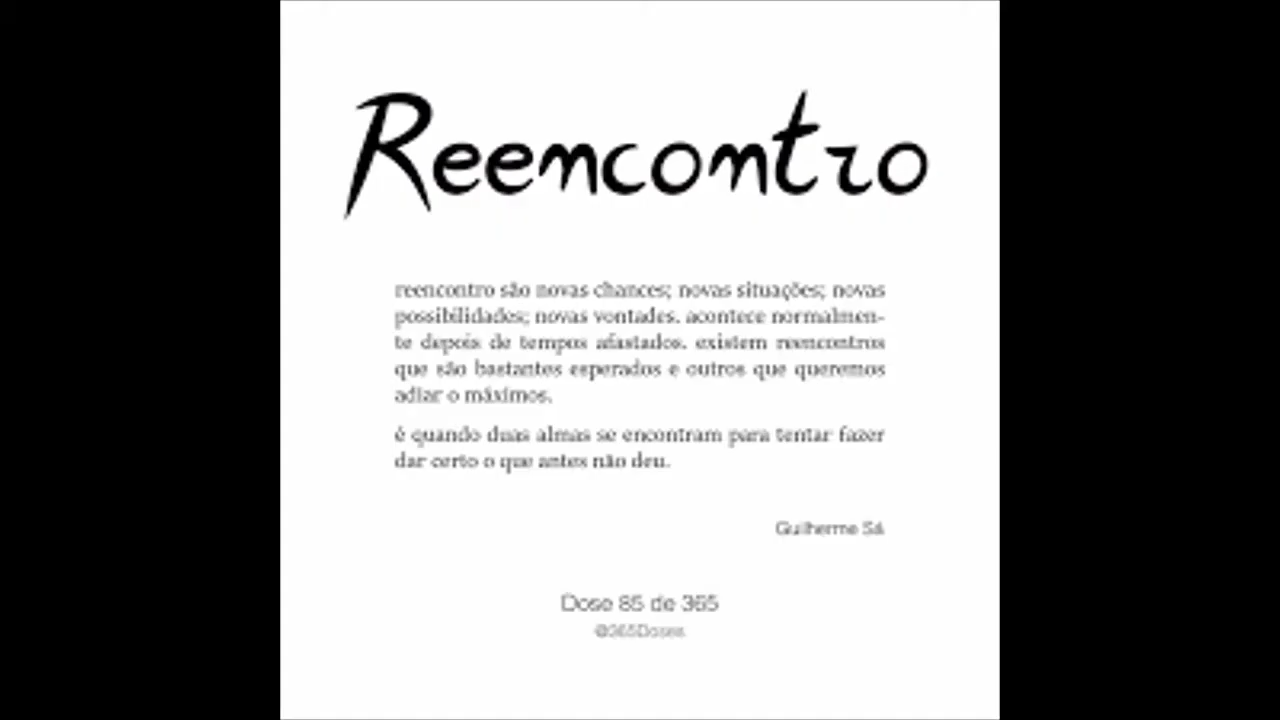 Reencontro
reencontro são novas chances; novas situações; novas
possibilidades; novas vontades. acontece normalmen-
te depois de tempos afastados. existem reencontros
que são bastantes esperados e outros que queremos
adiar o máximos.
é quando duas almas se encontram para tentar fazer
dar certo o que antes não deu.
Guilherme Sá
Dose 85 de 365
@365Doses